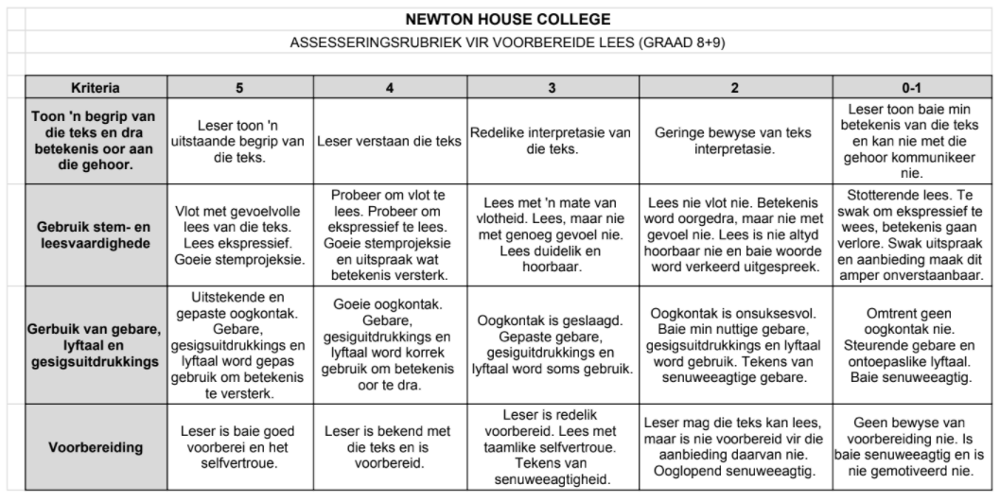 NEWTON HOUSE COLLEGE
ASSESSERINGSRUBRIEK VIR VOORBEREIDE LEES (GRAAD 8+9)
Kriteria
5
4
3
2
0-1
Toon 'n begrip van
die teks en dra
betekenis oor aan
die gehoor.
Leser toon 'n
uitstaande begrip van
die teks.
Leser verstaan die teks
Redelike interpretasie van
die teks.
Geringe bewyse van teks
interpretasie.
Leser toon baie min
betekenis van die teks
en kan nie met die
gehoor kommunikeer
nie.
Gebruik stem- en
leesvaardighede
Vlot met gevoelvolle
lees van die teks.
Lees ekspressief.
Goeie stemprojeksie.
Probeer om vlot te
lees. Probeer om
ekspressief te lees.
Goeie stemprojeksie
en uitspraak wat
betekenis versterk.
Lees met 'n mate van
vlotheid. Lees, maar nie
met genoeg gevoel nie.
Lees duidelik en
hoorbaar.
Lees nie vlot nie. Betekenis
word oorgedra, maar nie met
gevoel nie. Lees is nie altyd
hoorbaar nie en baie woorde
word verkeerd uitgespreek.
Stotterende lees. Te
swak om ekspressief te
wees, betekenis gaan
verlore. Swak uitspraak
en aanbieding maak dit
amper onverstaanbaar.
Gerbuik van gebare,
lyftaal en
gesigsuitdrukkings
Uitstekende en
gepaste oogkontak.
Gebare,
gesigsuitdrukkings en
lyftaal word gepas
gebruik om betekenis
te versterk.
Goeie oogkontak.
Gebare,
gesiguitdrukkings en
lyftaal word korrek
gebruik om betekenis
oor te dra.
Oogkontak is geslaagd.
Gepaste gebare,
gesiguitdrukkings en
lyftaal word soms gebruik.
Oogkontak is onsuksesvol.
Baie min nuttige gebare,
gesigsuitdrukkings en lyftaal
word gebruik. Tekens van
senuweeagtige gebare.
Omtrent geen
oogkontak nie.
Steurende gebare en
ontoepaslike lyftaal.
Baie senuweeagtig.
Voorbereiding
Leser is baie goed
voorberei en het
selfvertroue.
Leser is bekend met
die teks en is
voorbereid.
Leser is redelik
voorbereid. Lees met
taamlike selfvertroue.
Tekens van
senuweeagtigheid.
Leser mag die teks kan lees,
maar is nie voorbereid vir die
aanbieding daarvan nie.
Ooglopend senuweeagtig.
Geen bewyse van
voorbereiding nie. Is
baie senuweeagtig en is
nie gemotiveerd nie.